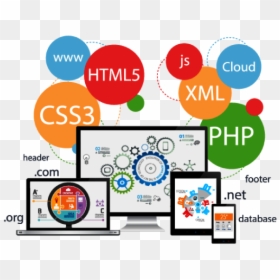 www
HTML5
js
Cloud
CSS3
XML
PHP
header
.com
footer
.net
.org
database